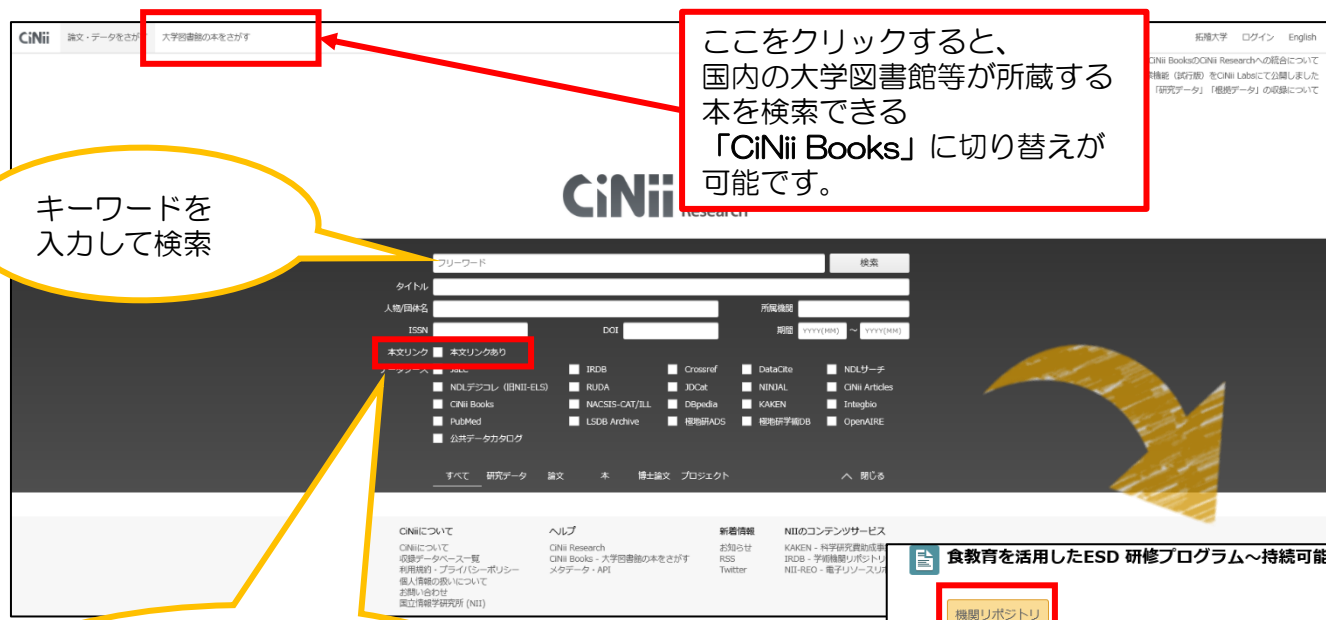 CiNii 論文・データをさがす 大学図書館の本をさがす
拓殖大学 ログイン English
CiNii BooksのCiNii Researchへの統合について
機能（試行版）をCiNii Labsにて公開しました
「研究データ」「根拠データ」の収録について
ここをクリックすると、
国内の大学図書館等が所蔵する
本を検索できる
「CiNii Books」に切り替えが
可能です。
CiNii
Research
キーワードを
入力して検索
フリーワード 検索
タイトル
人物/団体名 所属機関
ISSN DOI 期間 YYYY(MM) ～ YYYY(MM)
本文リンク 本文リンクあり
データソース JaLC IRDB Crossref DataCite NDLサーチ
NDLデジコレ（旧NII-ELS） RUDA JDCat NINJAL CiNii Articles
CiNii Books NACSIS-CAT/ILL DBpedia KAKEN Integbio
PubMed LSDB Archive 極地研ADS 極地研学術DB OpenAIRE
公共データカタログ
すべて 研究データ 論文 本 博士論文 プロジェクト へ 閉じる
CiNiiについて ヘルプ 新着情報 NIIのコンテンツサービス
CiNiiについて CiNii Research お知らせ KAKEN - 科学研究費助成事
収録データベース一覧 CiNii Books - 大学図書館の本をさがす RSS IRDB - 学術機関リポジトリ
利用規約・プライバシーポリシー メタデータ・API Twitter NII-REO - 電子リソースリポ
個人情報の扱いについて
お問い合わせ
国立情報学研究所 (NII)
食教育を活用したESD 研修プログラム～持続可能
機関リポジトリ